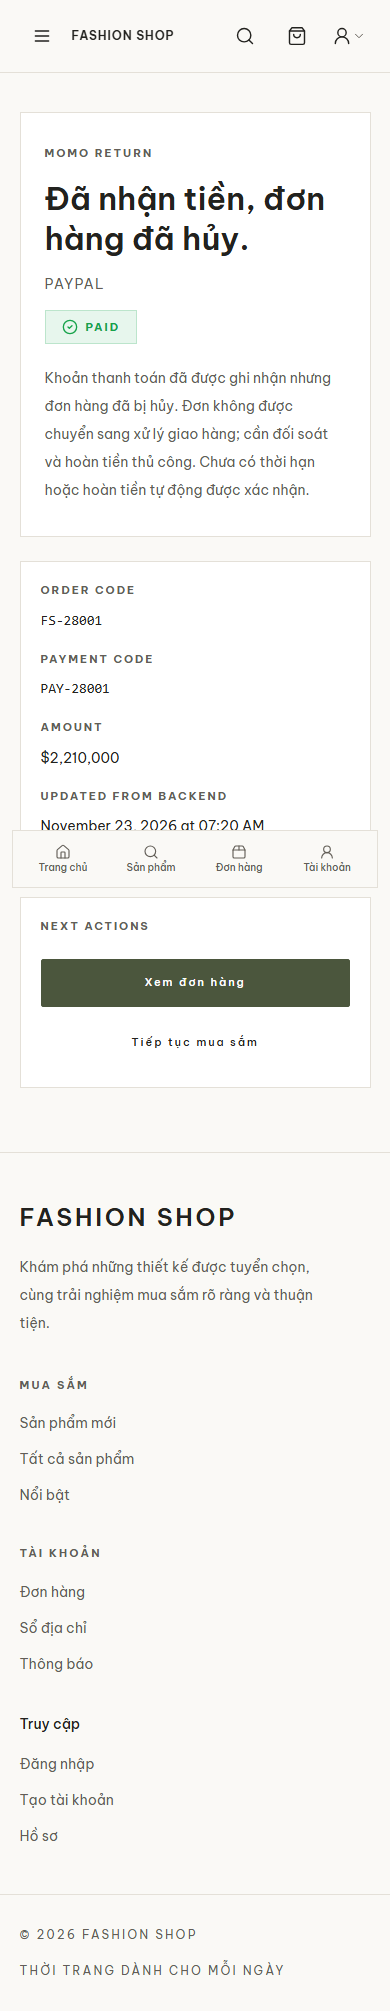 FASHION SHOP
MOMO RETURN
Đã nhận tiền, đơn
hàng đã hủy.
PAYPAL
PAID
Khoản thanh toán đã được ghi nhận nhưng
đơn hàng đã bị hủy. Đơn không được
chuyển sang xử lý giao hàng; cần đối soát
và hoàn tiền thủ công. Chưa có thời hạn
hoặc hoàn tiền tự động được xác nhận.
ORDER CODE
FS-28001
PAYMENT CODE
PAY-28001
AMOUNT
$2,210,000
UPDATED FROM BACKEND
November 23, 2026 at 07:20 AM
Trang chủ
Sản phẩm
Đơn hàng
Tài khoản
NEXT ACTIONS
Xem đơn hàng
Tiếp tục mua sắm
FASHION SHOP
Khám phá những thiết kế được tuyển chọn,
cùng trải nghiệm mua sắm rõ ràng và thuận
tiện.
MUA SẮM
Sản phẩm mới
Tất cả sản phẩm
Nổi bật
TÀI KHOẢN
Đơn hàng
Sổ địa chỉ
Thông báo
Truy cập
Đăng nhập
Tạo tài khoản
Hồ sơ
© 2026 FASHION SHOP
THỜI TRANG DÀNH CHO MỖI NGÀY